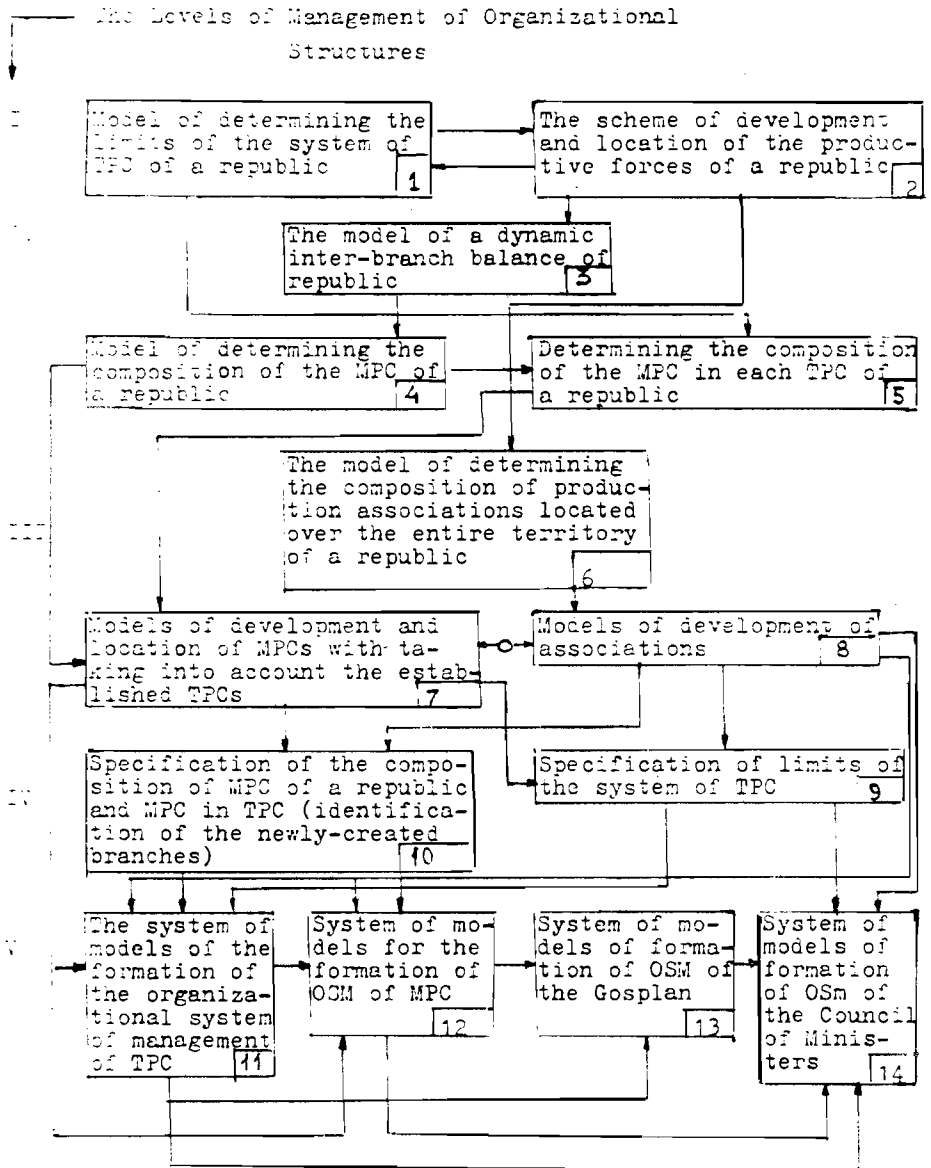 The Levels of Management of Organizational
Structures
I
Model of determining the
limits of the system of
TPC of a republic
1
The scheme of development
and location of the produc-
tive forces of a republic
2
The model of a dynamic
inter-branch balance of
republic
3
Model of determining the
composition of the MPC of
a republic
4
Determining the composition
of the MPC in each TPC of
a republic
5
The model of determining
the composition of produc-
tion associations located
over the entire territory
of a republic
6
Models of development and
location of MPCs with ta-
king into account the estab-
lished TPCs
7
Models of development of
associations
8
Specification of the compo-
sition of MPC of a republic
and MPC in TPC (identifica-
tion of the newly-created
branches)
10
Specification of limits of
the system of TPC
9
The system of
models of the
formation of
the organiza-
tional system
of management
of TPC
11
System of mo-
dels for the
formation of
OSM of MPC
12
System of mo-
dels of forma-
tion of OSM of
the Gosplan
13
System of
models of
formation
of OSm of
the Council
of Minis-
ters
14